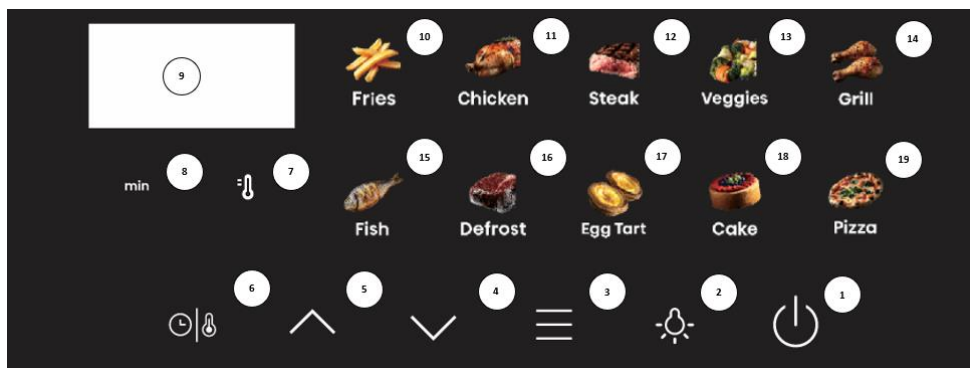 10 11 12 13 14
9
Fries Chicken Steak Veggies Grill
15 16 17 18 19
min 8 7
Fish Defrost Egg Tart Cake Pizza
6 5 4 3 2 1